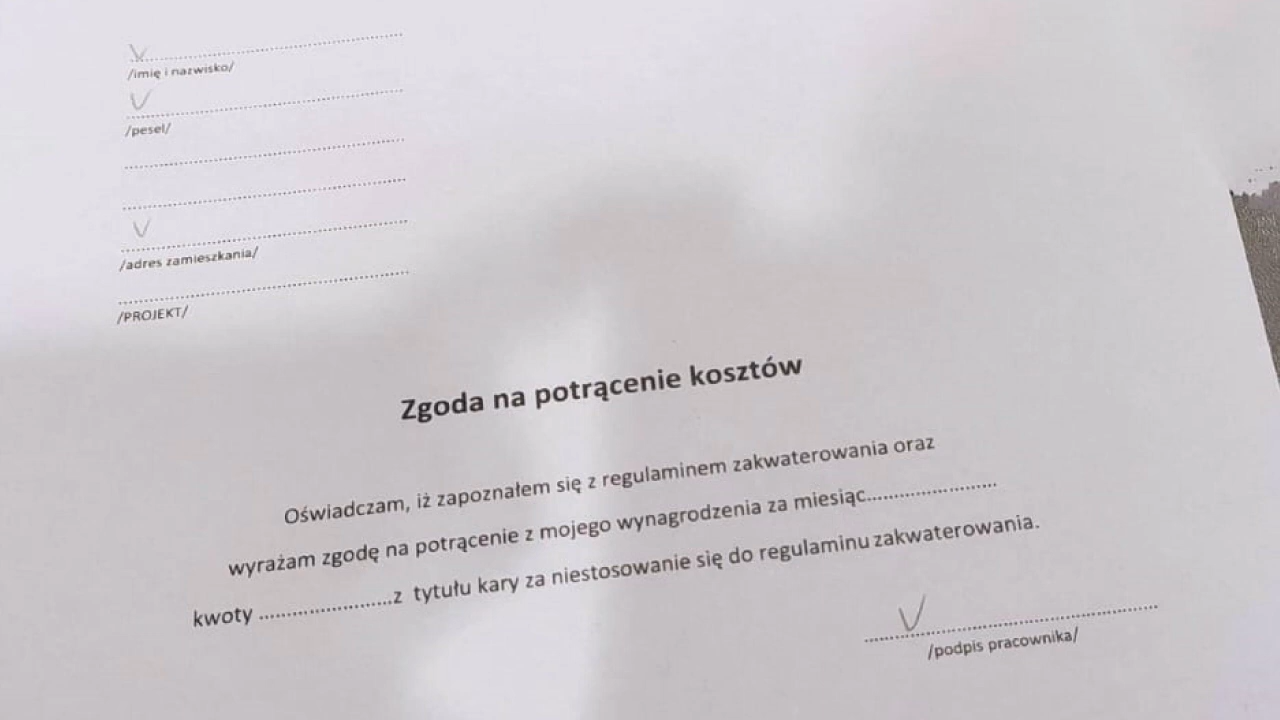 V........................................
/imię i nazwisko/
V
........................................
/pesel/
........................................
........................................
V
........................................
/adres zamieszkania/
........................................
/PROJEKT/
Zgoda na potrącenie kosztów
Oświadczam, iż zapoznałem się z regulaminem zakwaterowania oraz
wyrażam zgodę na potrącenie z mojego wynagrodzenia za miesiąc.......................
kwoty ........................z tytułu kary za niestosowanie się do regulaminu zakwaterowania.
V
........................................
/podpis pracownika/